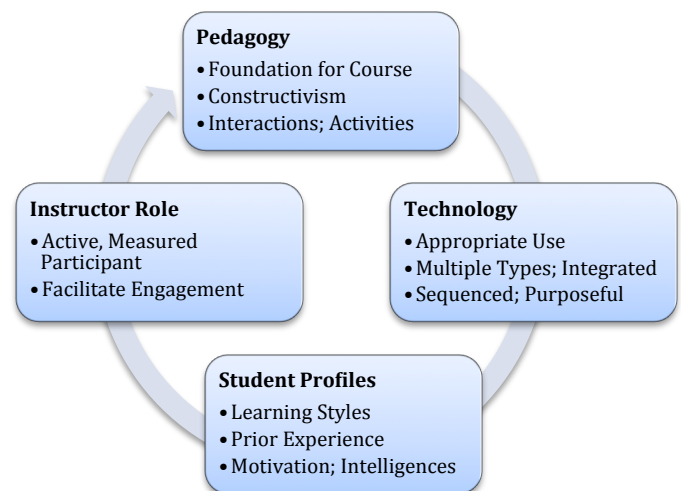 Pedagogy
• Foundation for Course
• Constructivism
• Interactions; Activities
Technology
• Appropriate Use
• Multiple Types; Integrated
• Sequenced; Purposeful
Student Profiles
• Learning Styles
• Prior Experience
• Motivation; Intelligences
Instructor Role
• Active, Measured
Participant
• Facilitate Engagement